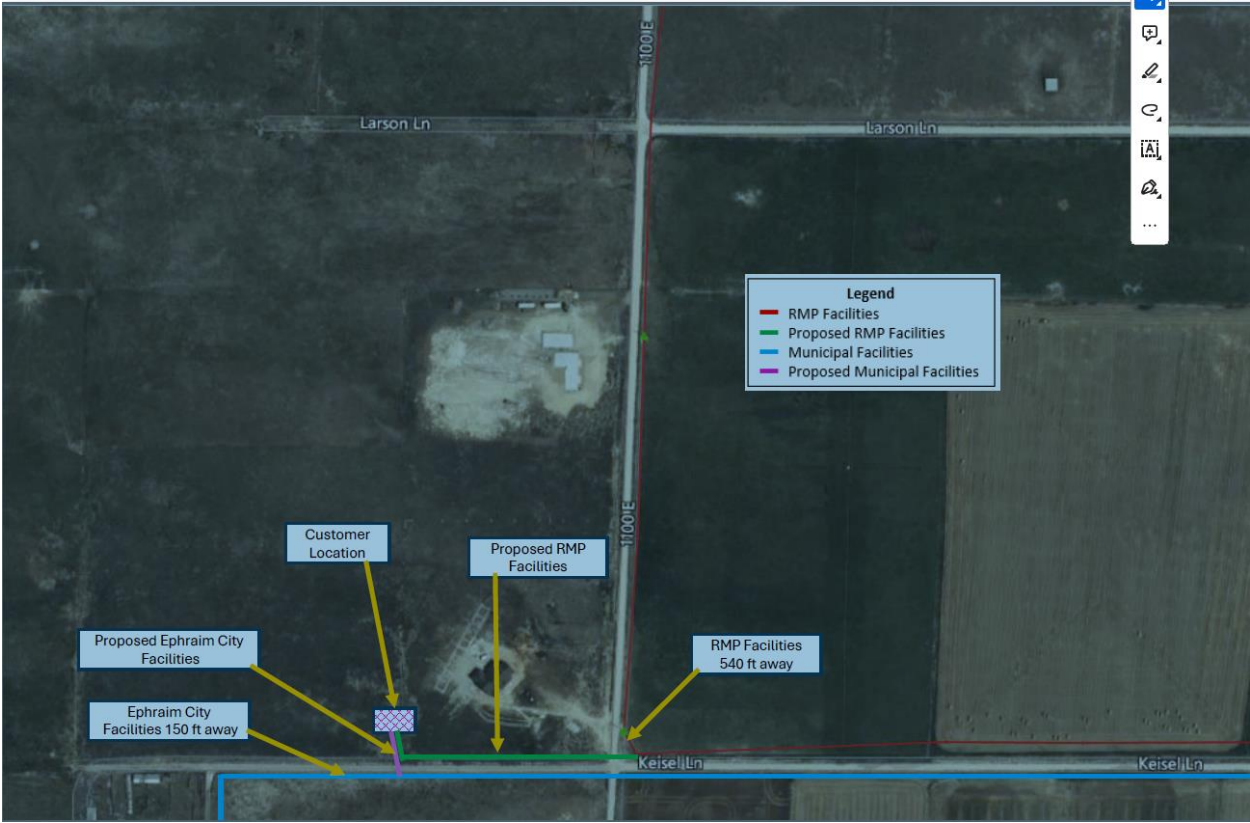 1100 E
Larson Ln
Larson Ln
Legend
RMP Facilities
Proposed RMP Facilities
Municipal Facilities
Proposed Municipal Facilities
1100 E
Customer
Location
Proposed RMP
Facilities
Proposed Ephraim City
Facilities
RMP Facilities
540 ft away
Ephraim City
Facilities 150 ft away
Keisel Ln
Keisel Ln